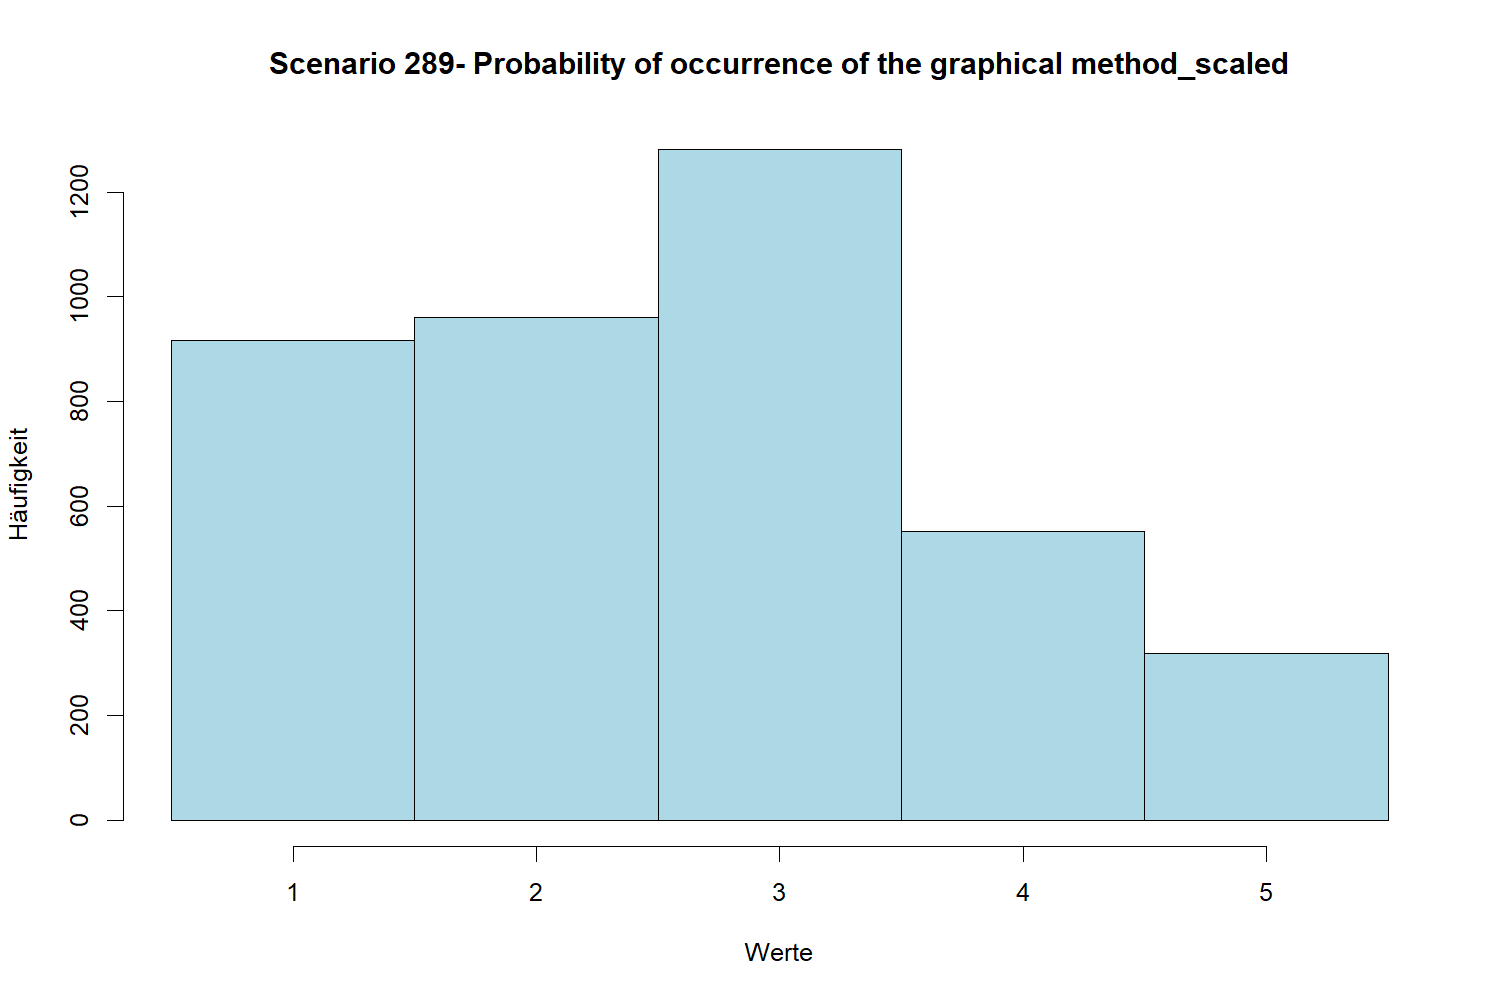 Scenario 289- Probability of occurrence of the graphical method_scaled
Häufigkeit
1200
1000
800
600
400
200
0
1 2 3 4 5
Werte